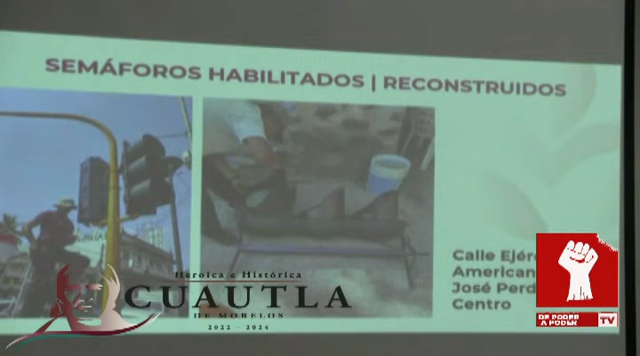 SEMÁFOROS HABILITADOS | RECONSTRUIDOS
Calle
American
José
Centro
Heroica e Histórica
CUAUTLA
DE MORELOS
2022 - 2024
DE PODER
A PODER TV